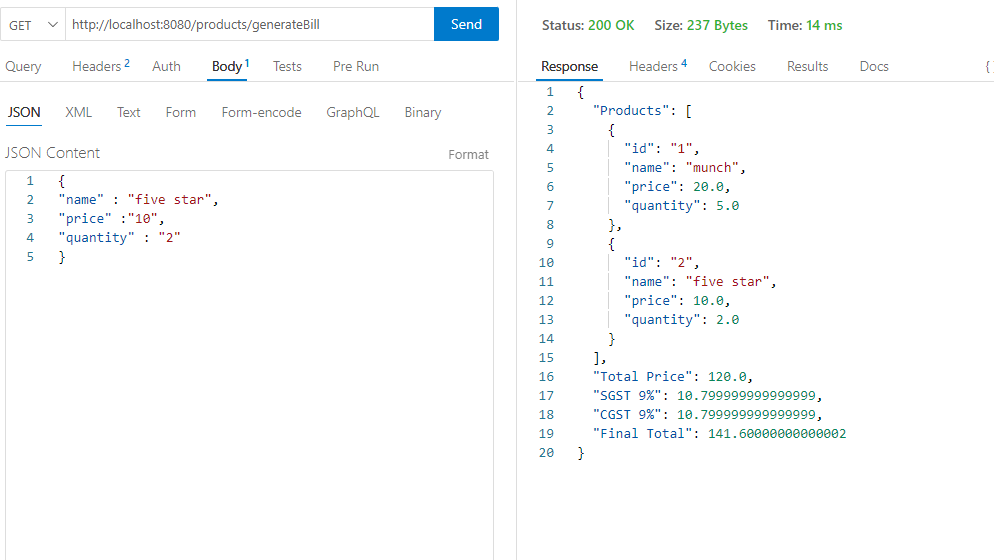 GET http://localhost:8080/products/generateBill Send
Query Headers 2 Auth Body 1 Tests Pre Run
JSON XML Text Form Form-encode GraphQL Binary
JSON Content Format
1 {
2 "name" : "five star",
3 "price" :"10",
4 "quantity" : "2"
5 }
Status: 200 OK Size: 237 Bytes Time: 14 ms
Response Headers 4 Cookies Results Docs {
1 {
2 "Products": [
3 {
4 "id": "1",
5 "name": "munch",
6 "price": 20.0,
7 "quantity": 5.0
8 },
9 {
10 "id": "2",
11 "name": "five star",
12 "price": 10.0,
13 "quantity": 2.0
14 }
15 ],
16 "Total Price": 120.0,
17 "SGST 9%": 10.799999999999999,
18 "CGST 9%": 10.799999999999999,
19 "Final Total": 141.60000000000002
20 }